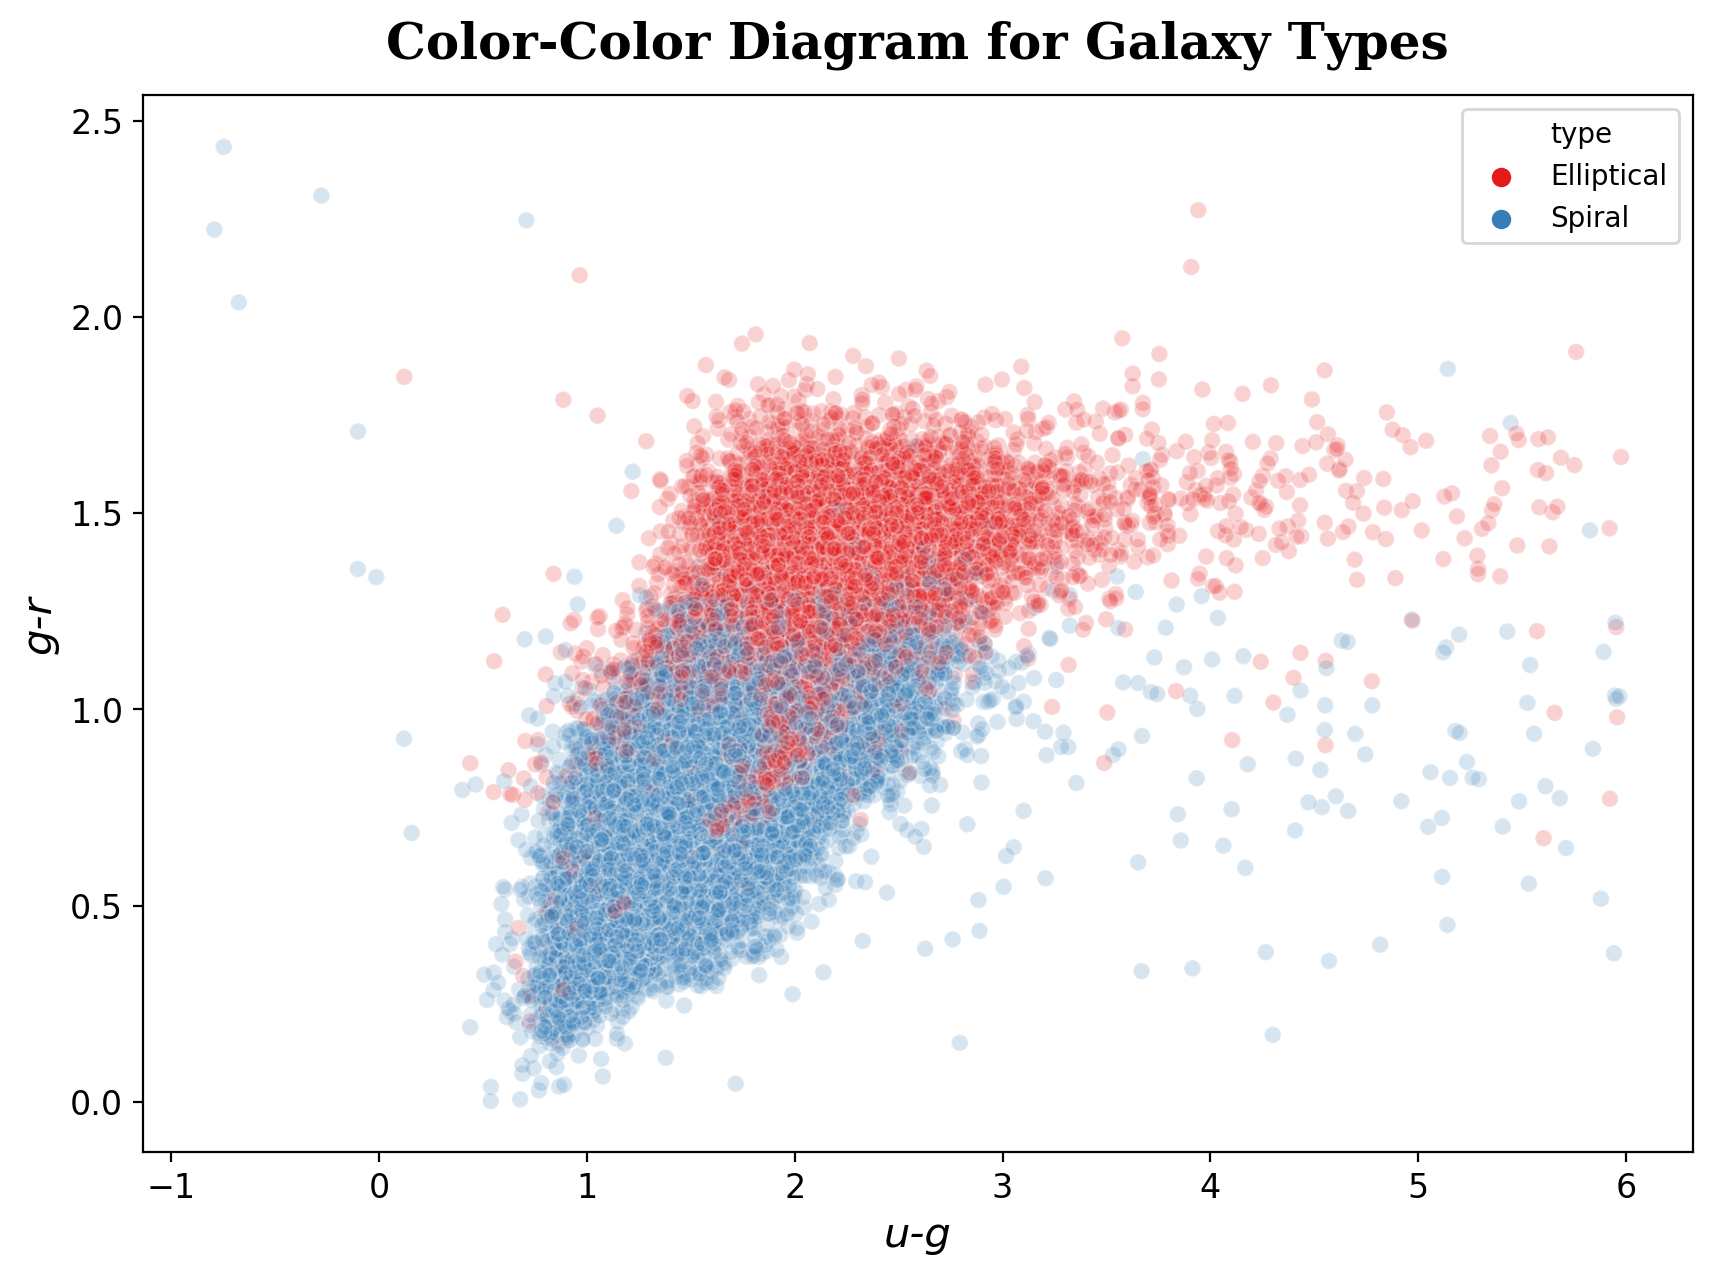 Color-Color Diagram for Galaxy Types
2.5
2.0
1.5
1.0
0.5
0.0
g-r
type
Elliptical
Spiral
−1 0 1 2 3 4 5 6
u-g